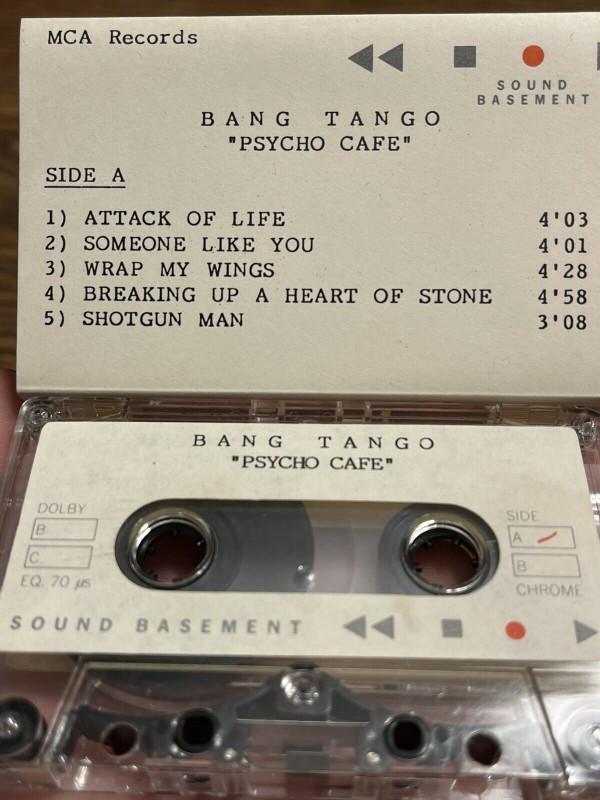 MCA Records
SOUND
BASEMENT
BANG TANGO
"PSYCHO CAFE"
SIDE A
1) ATTACK OF LIFE 4'03
2) SOMEONE LIKE YOU 4'01
3) WRAP MY WINGS 4'28
4) BREAKING UP A HEART OF STONE 4'58
5) SHOTGUN MAN 3'08
BANG TANGO
"PSYCHO CAFE"
DOLBY
B
C
EQ. 70 µs
SIDE
A
B
CHROME
SOUND BASEMENT